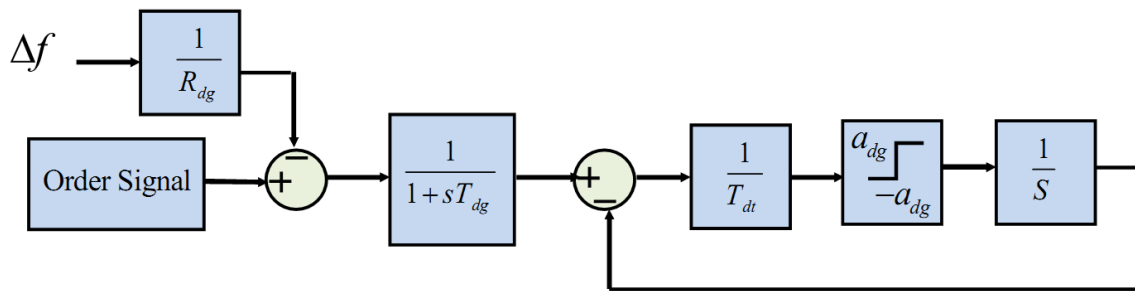 Δf
1
R_dg
Order Signal
−
+
1
1+sT_dg
+
−
1
T_dt
a_dg
−a_dg
1
S